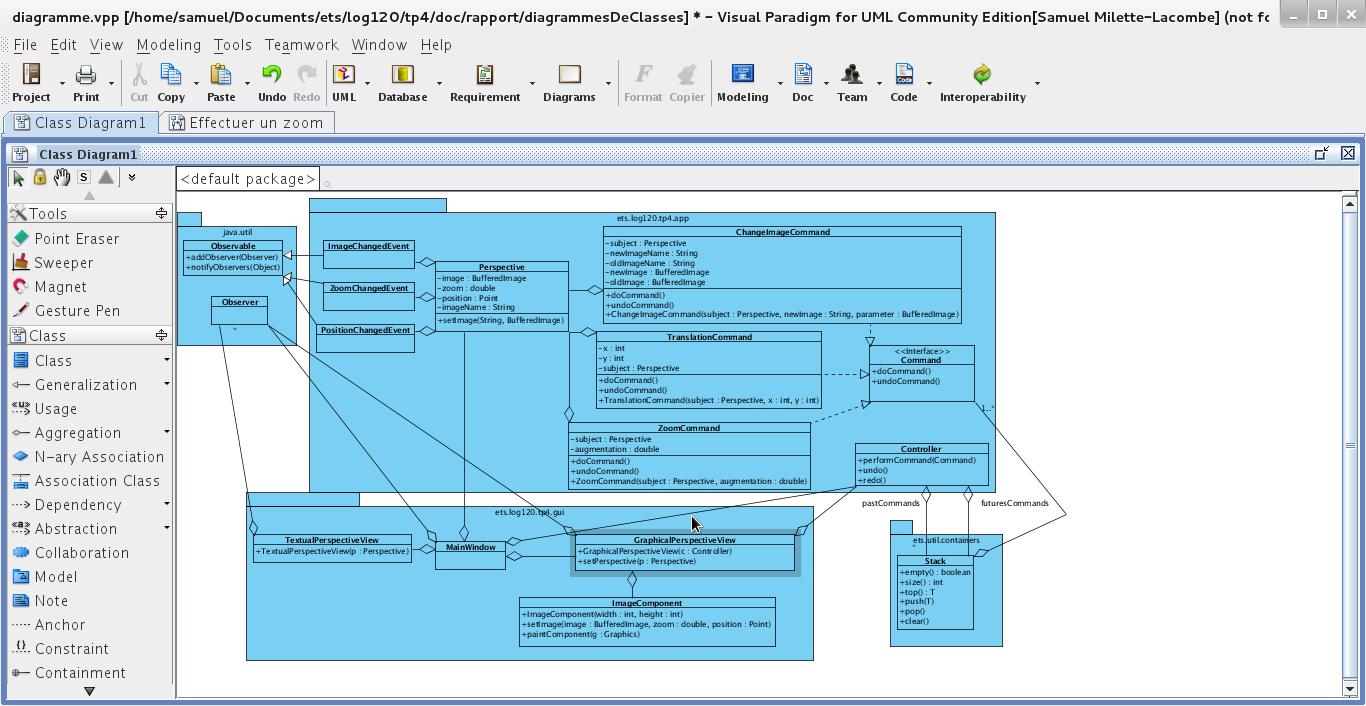 diagramme.vpp [/home/samuel/Documents/ets/log120/tp4/doc/rapport/diagrammesDeClasses] * - Visual Paradigm for UML Community Edition[Samuel Milette-Lacombe] (not fo
File Edit View Modeling Tools Teamwork Window Help
Project Print Cut Copy Paste Undo Redo UML Database Requirement Diagrams Format Copier Modeling Doc Team Code Interoperability
Class Diagram1 Effectuer un zoom
Class Diagram1
S
<default package>
Tools
Point Eraser
Sweeper
Magnet
Gesture Pen
Class
Class
Generalization
Usage
Aggregation
N-ary Association
Association Class
Dependency
Abstraction
Collaboration
Model
Note
Anchor
Constraint
Containment
java.util
Observable
+addObserver(Observer)
+notifyObservers(Object)
Observer
*
ets.log120.tp4.app
ImageChangedEvent
ZoomChangedEvent
PositionChangedEvent
Perspective
-image : BufferedImage
-zoom : double
-position : Point
-imageName : String
+setImage(String, BufferedImage)
ChangeImageCommand
-subject : Perspective
-newImageName : String
-oldImageName : String
-newImage : BufferedImage
-oldImage : BufferedImage
+doCommand()
+undoCommand()
+ChangeImageCommand(subject : Perspective, newImage : String, parameter : BufferedImage)
TranslationCommand
-x : int
-y : int
-subject : Perspective
+doCommand()
+undoCommand()
+TranslationCommand(subject : Perspective, x : int, y : int)
<<Interface>>
Command
+doCommand()
+undoCommand()
1..*
ZoomCommand
-subject : Perspective
-augmentation : double
+doCommand()
+undoCommand()
+ZoomCommand(subject : Perspective, augmentation : double)
Controller
+performCommand(Command)
+undo()
+redo()
pastCommands
futuresCommands
ets.log120.tp4.gui
TextualPerspectiveView
+TextualPerspectiveView(p : Perspective)
MainWindow
GraphicalPerspectiveView
+GraphicalPerspectiveView(c : Controller)
+setPerspective(p : Perspective)
ImageComponent
+ImageComponent(width : int, height : int)
+setImage(image : BufferedImage, zoom : double, position : Point)
+paintComponent(g : Graphics)
ets.util.containers
*
Stack
+empty() : boolean
+size() : int
+top() : T
+push(T)
+pop()
+clear()